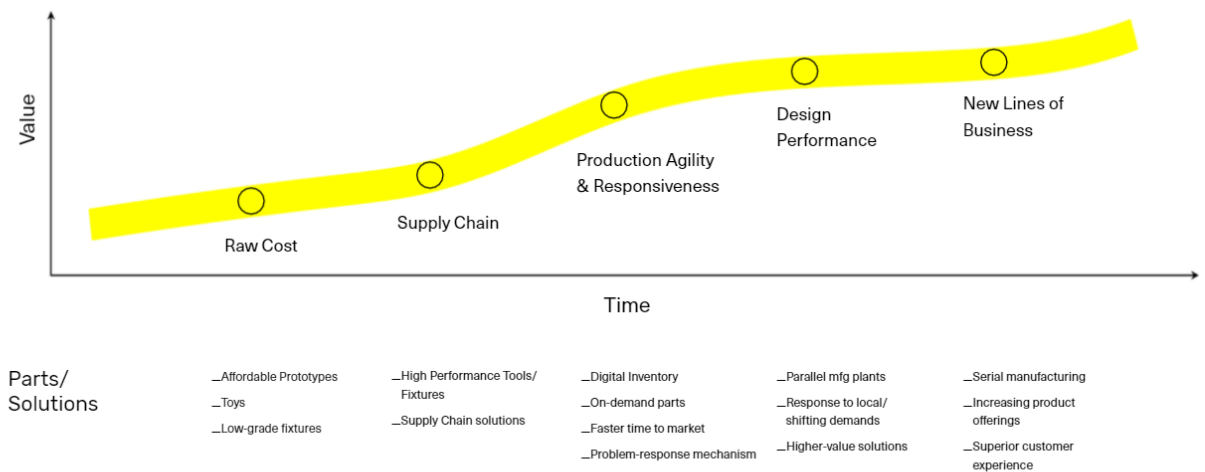 Value
Raw Cost
Supply Chain
Production Agility
& Responsiveness
Design
Performance
New Lines of
Business
Time
Parts/
Solutions
_Affordable Prototypes
_Toys
_Low-grade fixtures
_High Performance Tools/
Fixtures
_Supply Chain solutions
_Digital Inventory
_On-demand parts
_Faster time to market
_Problem-response mechanism
_Parallel mfg plants
_Response to local/
shifting demands
_Higher-value solutions
_Serial manufacturing
_Increasing product
offerings
_Superior customer
experience